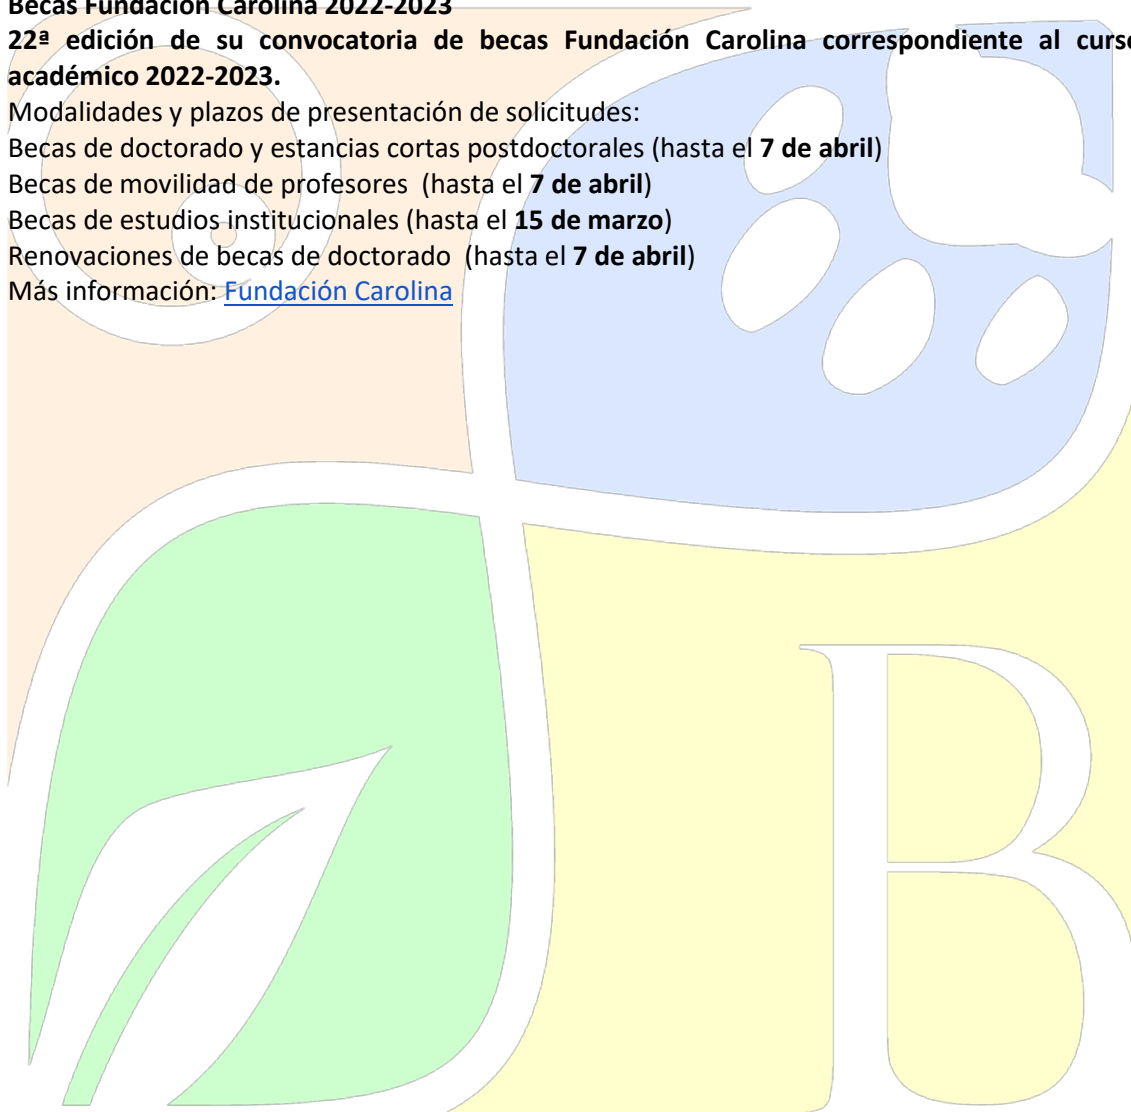 Becas Fundación Carolina 2022-2023
22ª edición de su convocatoria de becas Fundación Carolina correspondiente al curso
académico 2022-2023.
Modalidades y plazos de presentación de solicitudes:
Becas de doctorado y estancias cortas postdoctorales (hasta el 7 de abril)
Becas de movilidad de profesores  (hasta el 7 de abril)
Becas de estudios institucionales (hasta el 15 de marzo)
Renovaciones de becas de doctorado  (hasta el 7 de abril)
Más información: Fundación Carolina
B